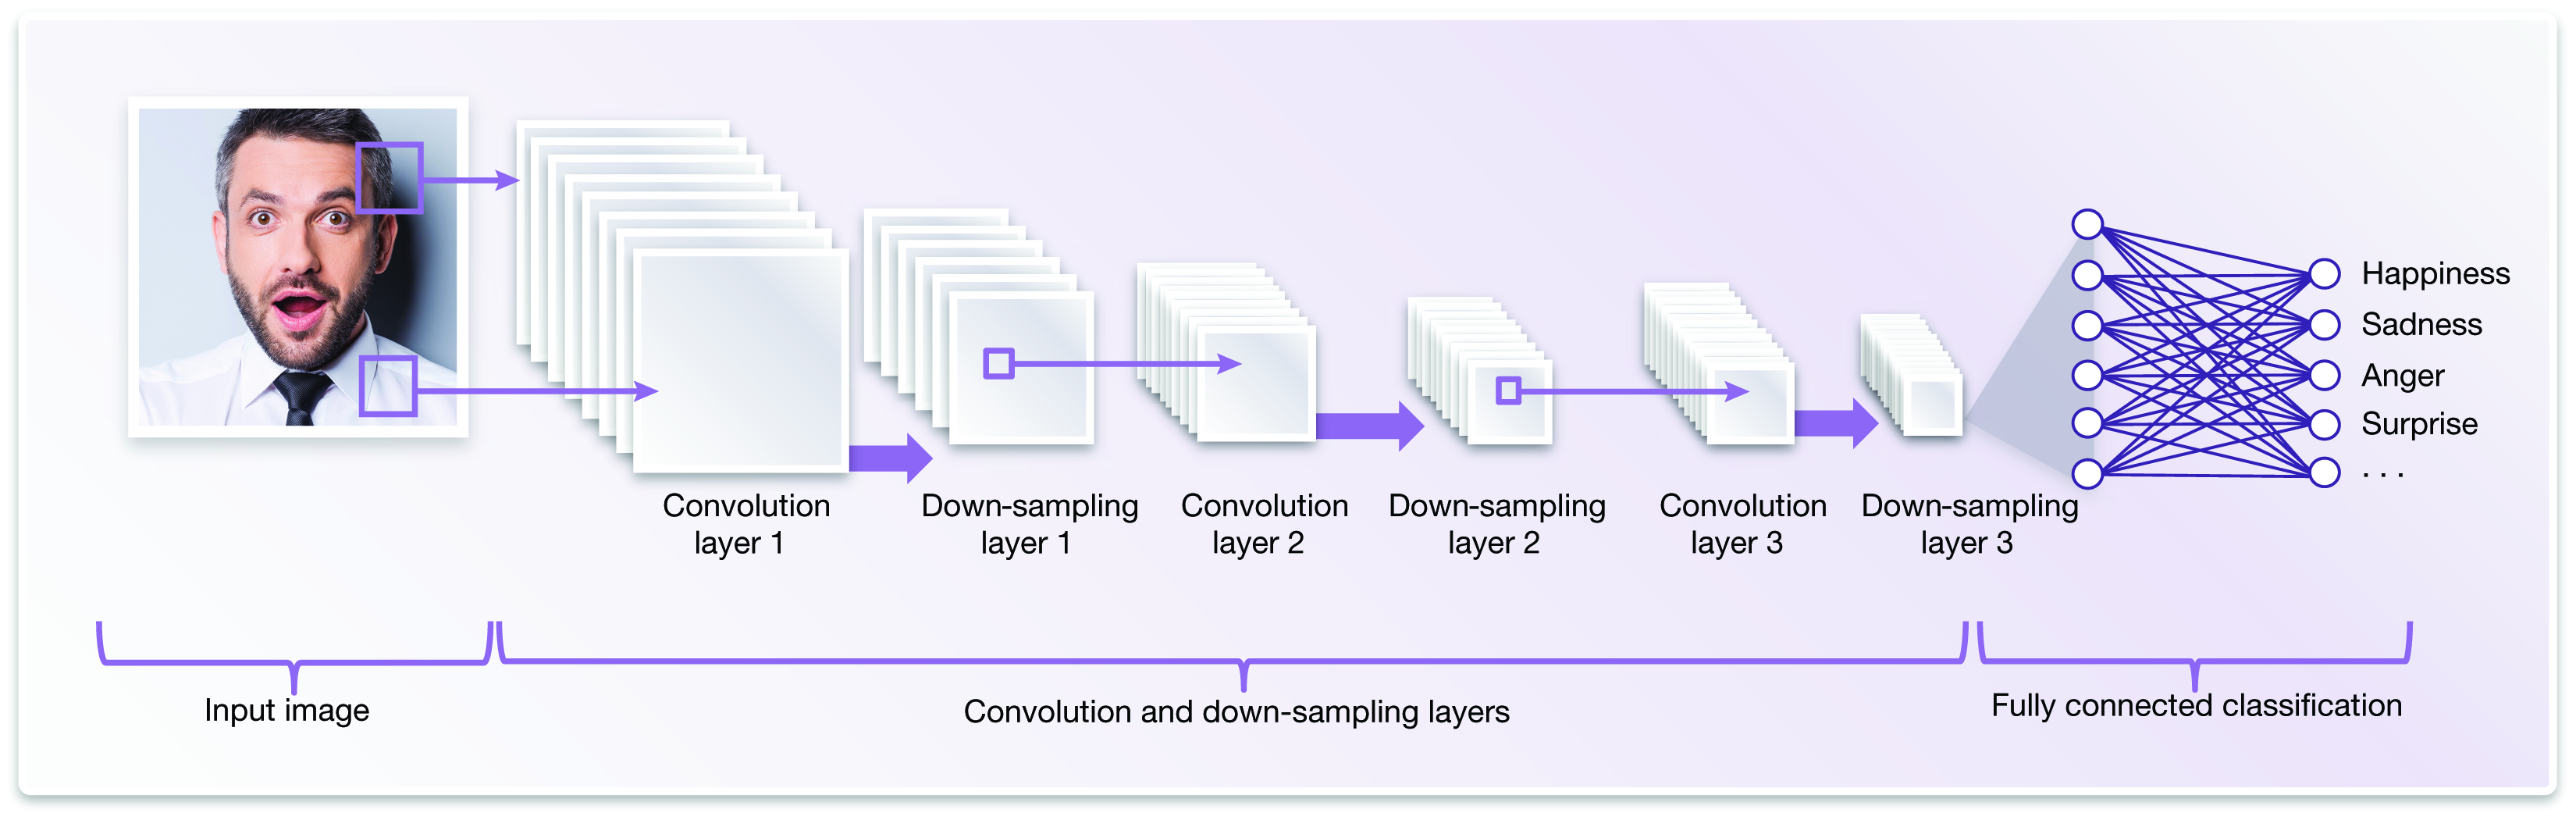 Happiness
Sadness
Anger
Surprise
. . .
Convolution
layer 1
Down-sampling
layer 1
Convolution
layer 2
Down-sampling
layer 2
Convolution
layer 3
Down-sampling
layer 3
Input image
Convolution and down-sampling layers
Fully connected classification